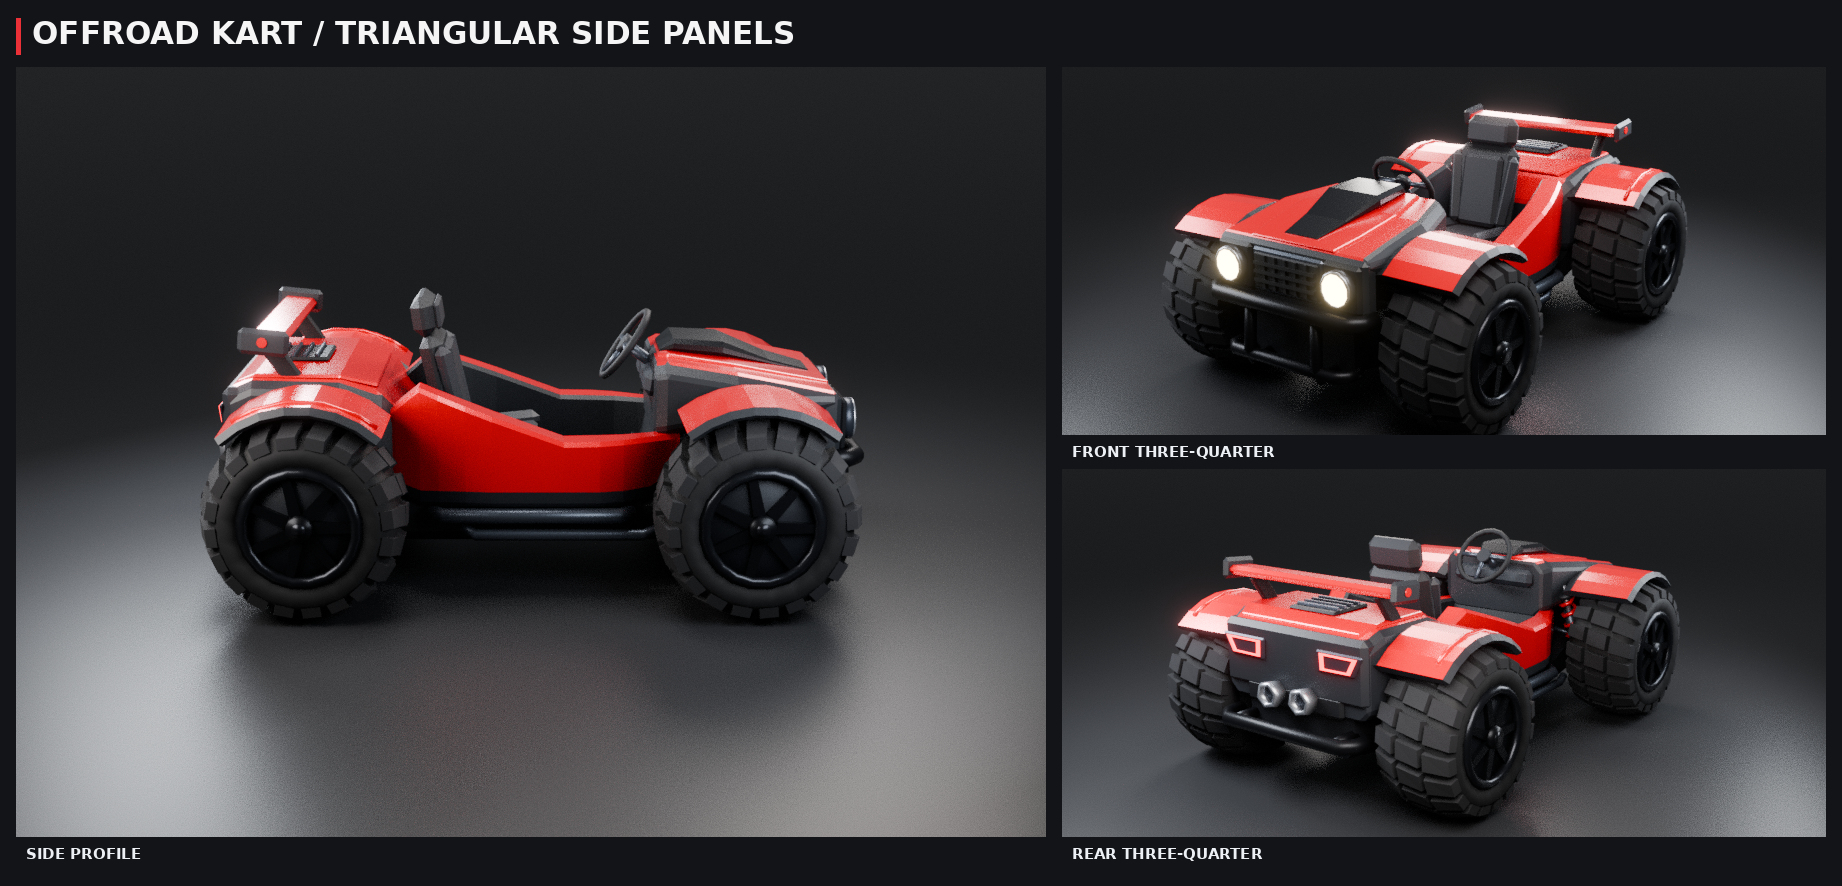 OFFROAD KART / TRIANGULAR SIDE PANELS
FRONT THREE-QUARTER
SIDE PROFILE
REAR THREE-QUARTER